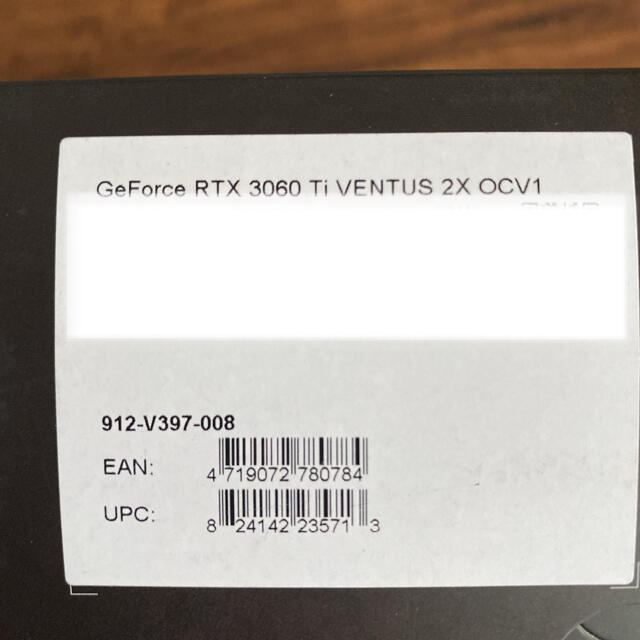 GeForce RTX 3060 Ti VENTUS 2X OCV1
912-V397-008
EAN:
4 719072 780784
UPC:
8 24142 23571 3